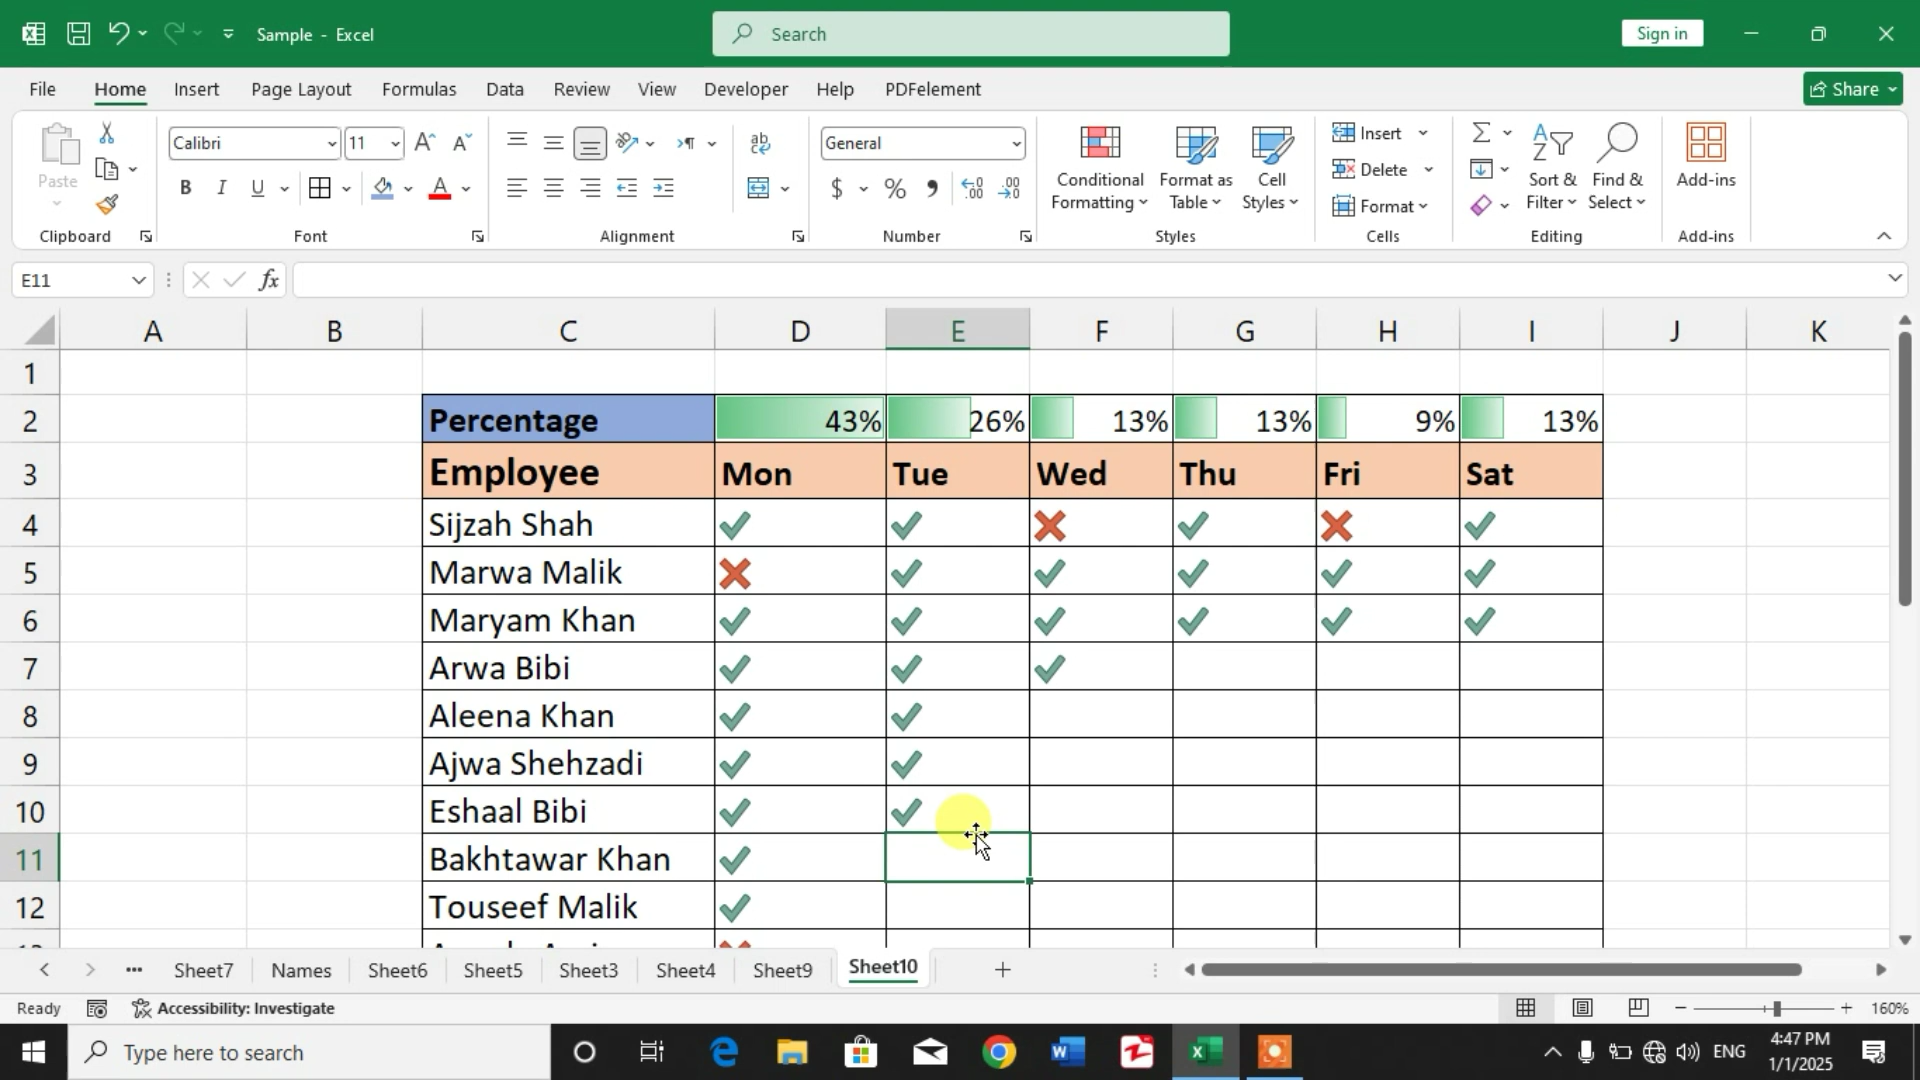 Sample - Excel
Search
Sign in
File Home Insert Page Layout Formulas Data Review View Developer Help PDFelement
Share
Paste
Clipboard
Calibri 11
B I U
Font
Alignment
General
$ % 9
Number
Conditional Formatting
Format as Table
Cell Styles
Styles
Insert
Delete
Format
Cells
Sort & Filter
Find & Select
Editing
Add-ins
Add-ins
E11
fx
A B C D E F G H I J K
1
2 Percentage 43% 26% 13% 13% 9% 13%
3 Employee Mon Tue Wed Thu Fri Sat
4 Sijzah Shah
5 Marwa Malik
6 Maryam Khan
7 Arwa Bibi
8 Aleena Khan
9 Ajwa Shehzadi
10 Eshaal Bibi
11 Bakhtawar Khan
12 Touseef Malik
Sheet7 Names Sheet6 Sheet5 Sheet3 Sheet4 Sheet9 Sheet10
Ready
Accessibility: Investigate
160%
Type here to search
ENG
4:47 PM
1/1/2025